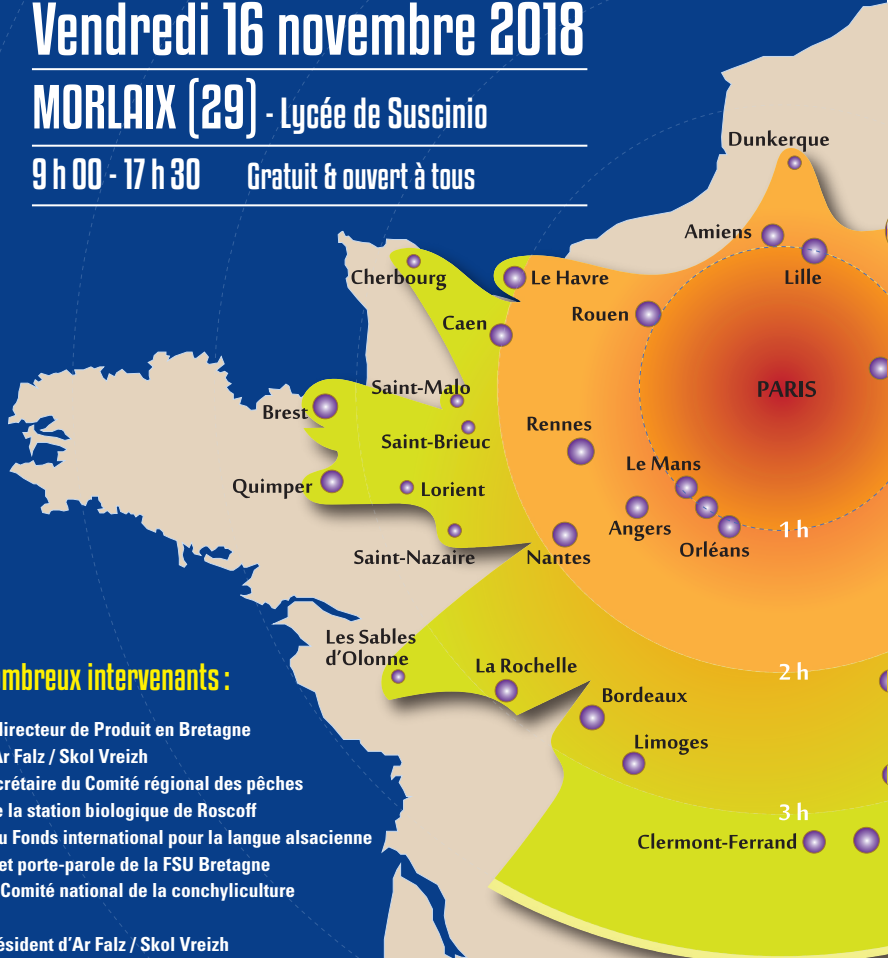 Vendredi 16 novembre 2018
MORLAIX (29) - Lycée de Suscinio
9 h 00 - 17 h 30 Gratuit & ouvert à tous
Dunkerque
Amiens
Lille
Cherbourg
Le Havre
Rouen
Caen
PARIS
Saint-Malo
Brest
Rennes
Saint-Brieuc
Le Mans
Quimper
Lorient
Angers
1 h
Orléans
Saint-Nazaire
Nantes
Les Sables
d'Olonne
La Rochelle
2 h
Bordeaux
Limoges
3 h
Clermont-Ferrand
mbreux intervenants :
directeur de Produit en Bretagne
Ar Falz / Skol Vreizh
crétaire du Comité régional des pêches
e la station biologique de Roscoff
u Fonds international pour la langue alsacienne
et porte-parole de la FSU Bretagne
Comité national de la conchyliculture
ésident d'Ar Falz / Skol Vreizh